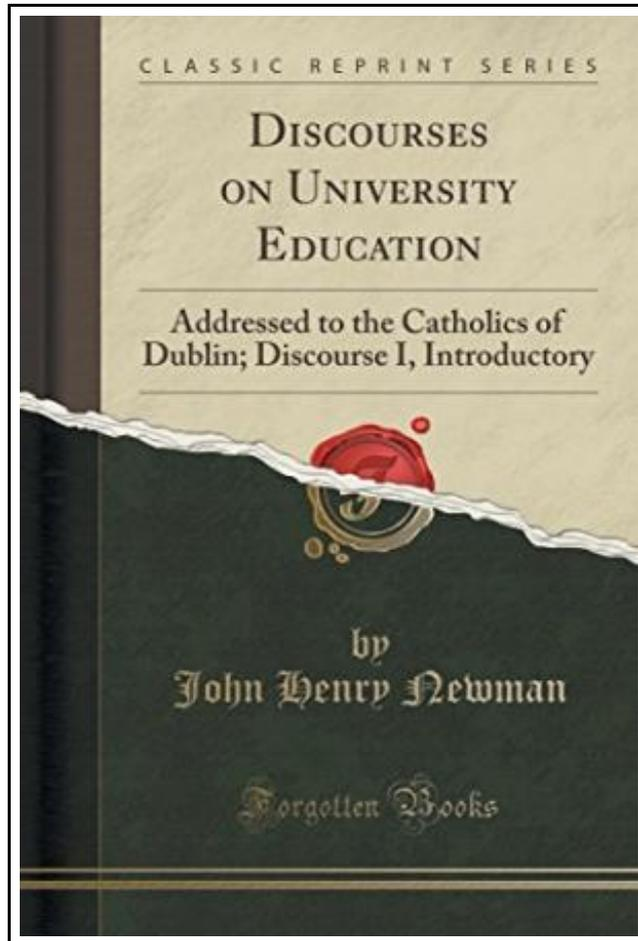 CLASSIC REPRINT SERIES
DISCOURSES
ON UNIVERSITY
EDUCATION
Addressed to the Catholics of
Dublin; Discourse I, Introductory
by
John Henry Newman
Forgotten Books